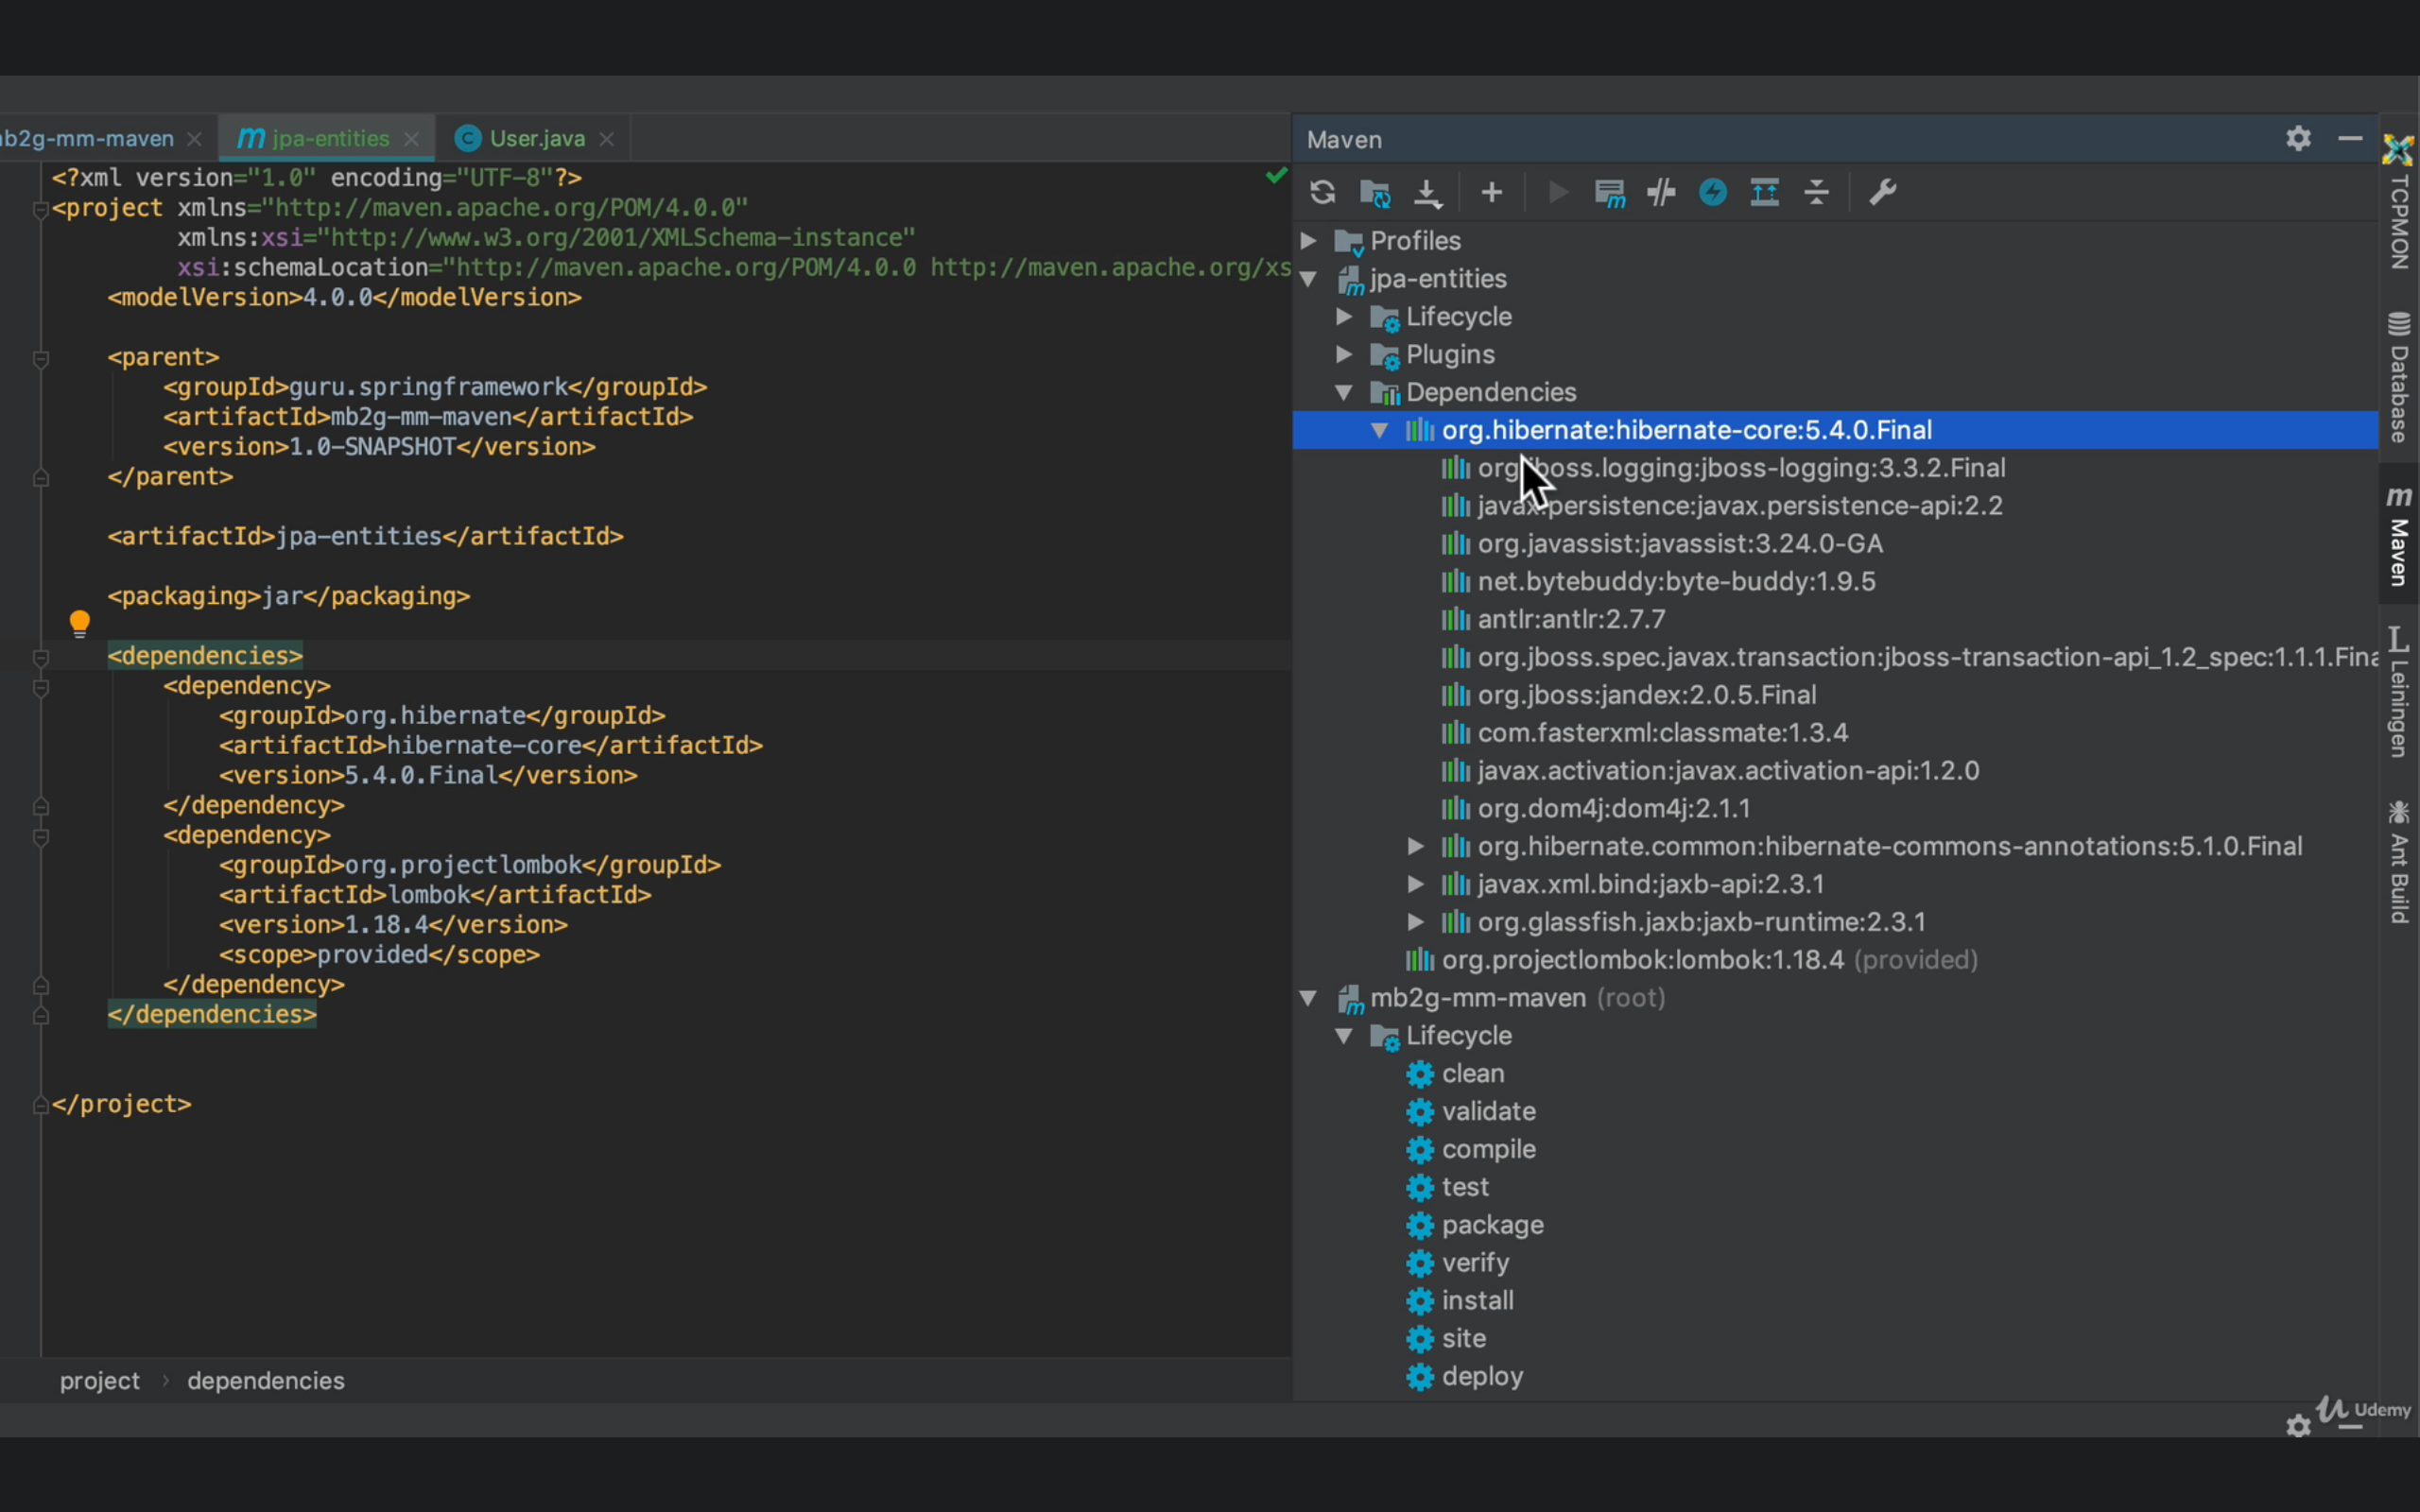 mb2g-mm-maven
jpa-entities
User.java
<?xml version="1.0" encoding="UTF-8"?>
<project xmlns="http://maven.apache.org/POM/4.0.0"
xmlns:xsi="http://www.w3.org/2001/XMLSchema-instance"
xsi:schemaLocation="http://maven.apache.org/POM/4.0.0 http://maven.apache.org/xs
<modelVersion>4.0.0</modelVersion>
<parent>
<groupId>guru.springframework</groupId>
<artifactId>mb2g-mm-maven</artifactId>
<version>1.0-SNAPSHOT</version>
</parent>
<artifactId>jpa-entities</artifactId>
<packaging>jar</packaging>
<dependencies>
<dependency>
<groupId>org.hibernate</groupId>
<artifactId>hibernate-core</artifactId>
<version>5.4.0.Final</version>
</dependency>
<dependency>
<groupId>org.projectlombok</groupId>
<artifactId>lombok</artifactId>
<version>1.18.4</version>
<scope>provided</scope>
</dependency>
</dependencies>
</project>
project › dependencies
Maven
Profiles
jpa-entities
Lifecycle
Plugins
Dependencies
org.hibernate:hibernate-core:5.4.0.Final
org.jboss.logging:jboss-logging:3.3.2.Final
javax.persistence:javax.persistence-api:2.2
org.javassist:javassist:3.24.0-GA
net.bytebuddy:byte-buddy:1.9.5
antlr:antlr:2.7.7
org.jboss.spec.javax.transaction:jboss-transaction-api_1.2_spec:1.1.1.Fina
org.jboss:jandex:2.0.5.Final
com.fasterxml:classmate:1.3.4
javax.activation:javax.activation-api:1.2.0
org.dom4j:dom4j:2.1.1
org.hibernate.common:hibernate-commons-annotations:5.1.0.Final
javax.xml.bind:jaxb-api:2.3.1
org.glassfish.jaxb:jaxb-runtime:2.3.1
org.projectlombok:lombok:1.18.4 (provided)
mb2g-mm-maven (root)
Lifecycle
clean
validate
compile
test
package
verify
install
site
deploy
TCPMON
Database
Maven
Leiningen
Ant Build
Udemy